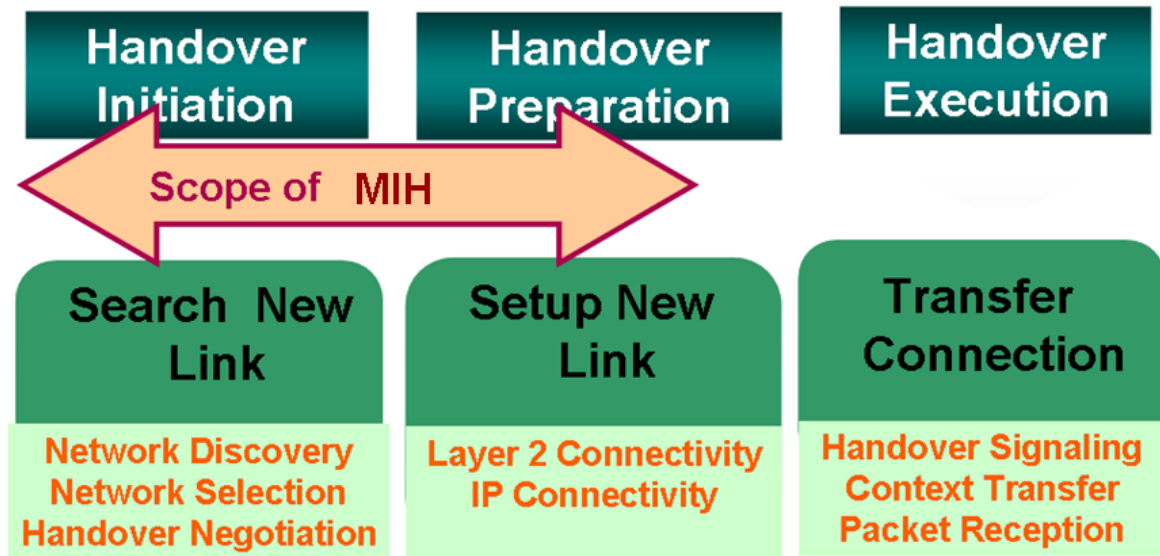 Handover
Initiation
Handover
Preparation
Handover
Execution
Scope of MIH
Search New
Link
Setup New
Link
Transfer
Connection
Network Discovery
Network Selection
Handover Negotiation
Layer 2 Connectivity
IP Connectivity
Handover Signaling
Context Transfer
Packet Reception